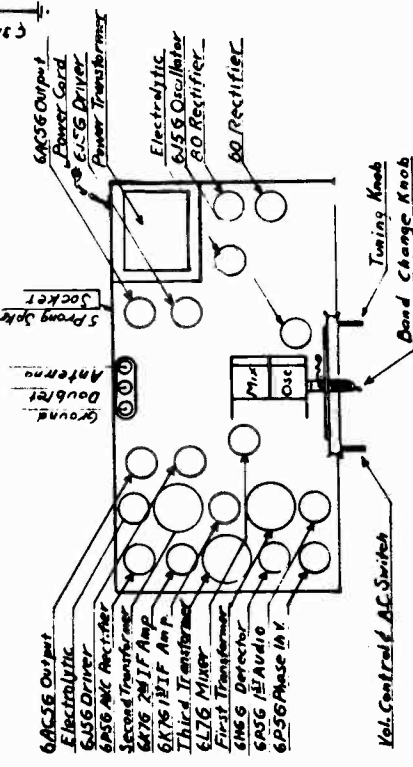 6AC5G Output
Power Cord
6J5G Driver
Power Transformer
Electrolytic
6J5G Oscillator
80 Rectifier
80 Rectifier
5 Prong Spkr
Socket
Antenna
Doublet
Ground
Mix
Osc
6AC5G Output
Electrolytic
6J5G Driver
6P5G AVC Rectifier
Second Transformer
6K7G 2nd IF Amp
6K7G 1st IF Amp.
Third Transformer
6L7G Mixer
First Transformer
6H6G Detector
6P5G 1st Audio
6P5G Phase Inv.
Tuning Knob
Band Change Knob
Vol. Control & AC Switch